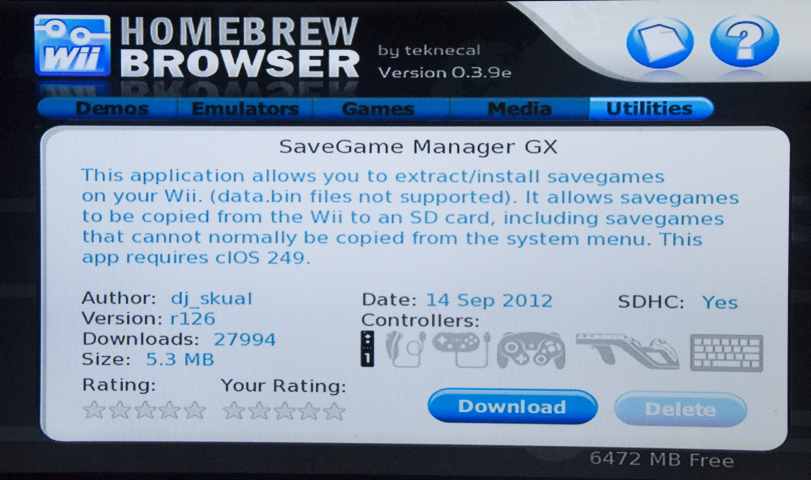 Wii
HOMEBREW
BROWSER
by teknecal
Version 0.3.9e
?
Demos Emulators Games Media Utilities
SaveGame Manager GX
This application allows you to extract/install savegames
on your Wii. (data.bin files not supported). It allows savegames
to be copied from the Wii to an SD card, including savegames
that cannot normally be copied from the system menu. This
app requires cIOS 249.
Author: dj_skual
Date: 14 Sep 2012
SDHC: Yes
Version: r126
Controllers:
Downloads: 27994
1
Size: 5.3 MB
Rating:
Your Rating:
Download
Delete
6472 MB Free